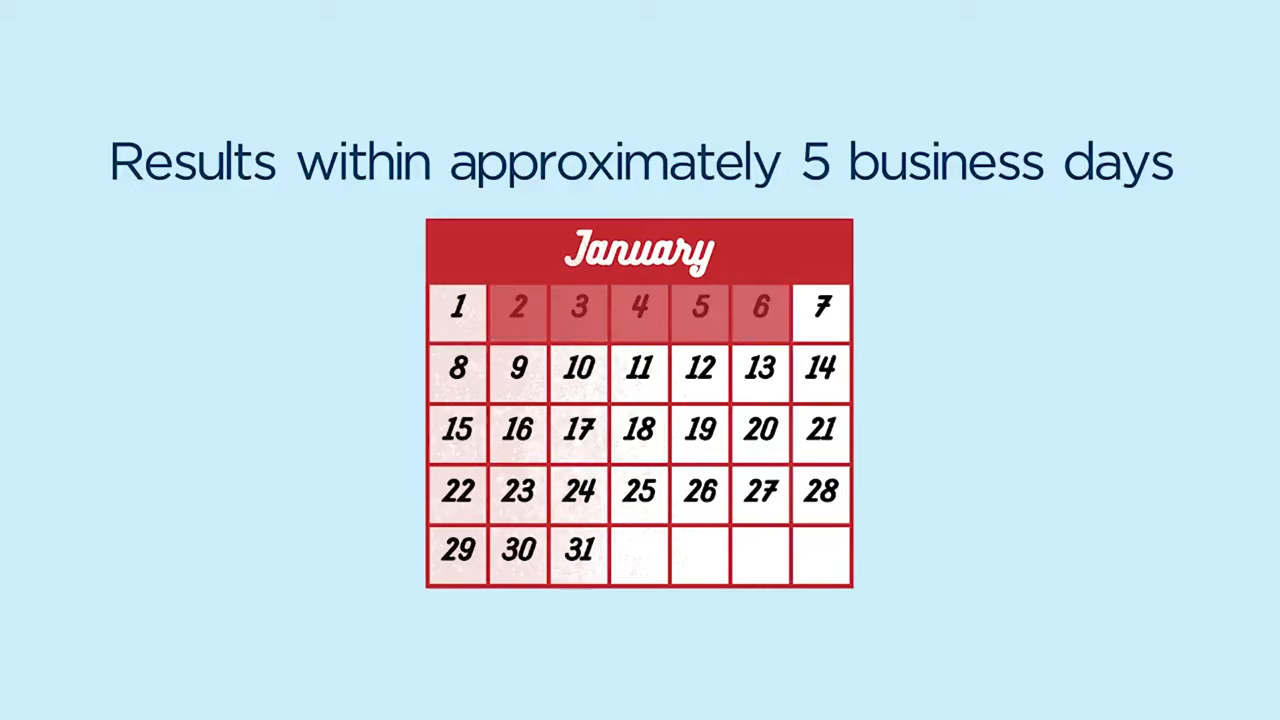 Results within approximately 5 business days
January
1 2 3 4 5 6 7
8 9 10 11 12 13 14
15 16 17 18 19 20 21
22 23 24 25 26 27 28
29 30 31